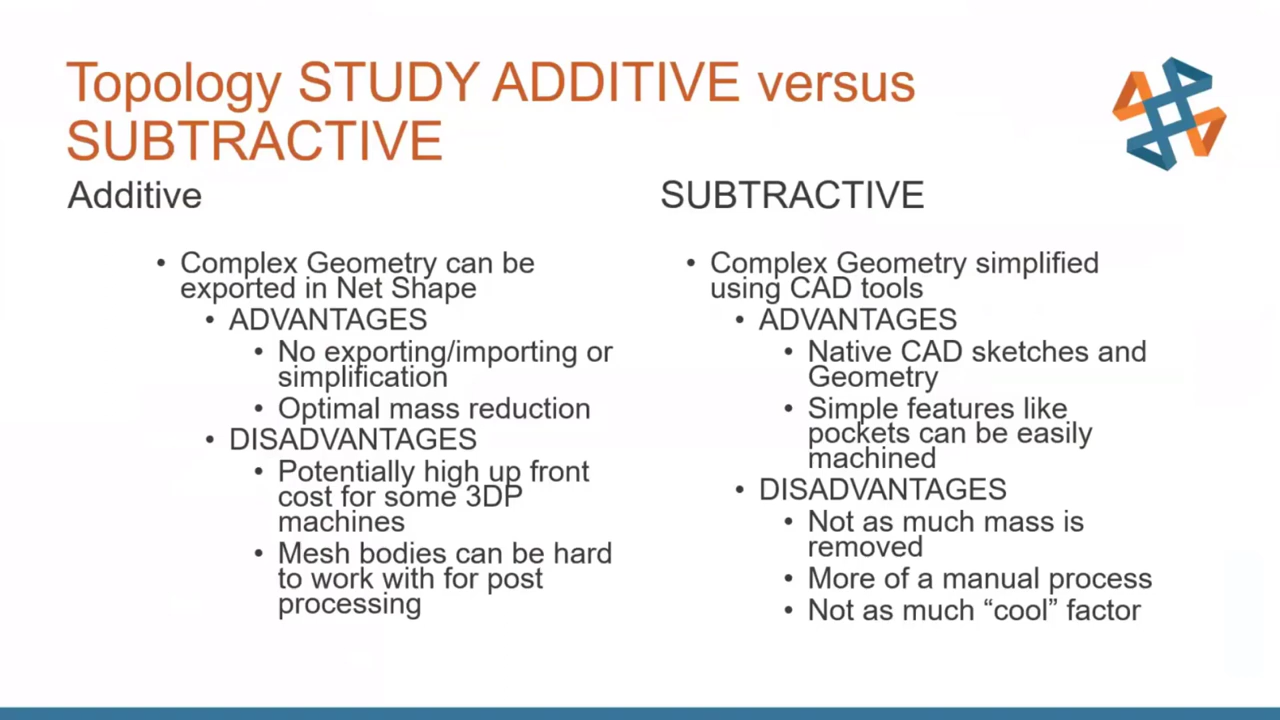 Topology STUDY ADDITIVE versus
SUBTRACTIVE
Additive
• Complex Geometry can be
exported in Net Shape
• ADVANTAGES
• No exporting/importing or
simplification
• Optimal mass reduction
• DISADVANTAGES
• Potentially high up front
cost for some 3DP
machines
• Mesh bodies can be hard
to work with for post
processing
SUBTRACTIVE
• Complex Geometry simplified
using CAD tools
• ADVANTAGES
• Native CAD sketches and
Geometry
• Simple features like
pockets can be easily
machined
• DISADVANTAGES
• Not as much mass is
removed
• More of a manual process
• Not as much “cool” factor